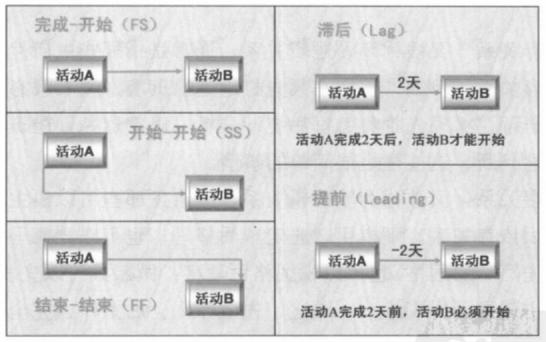 完成-开始（FS）
活动A
活动B
开始-开始（SS）
活动A
活动B
活动A
活动B
结束-结束（FF）
滞后（Lag）
活动A
2天
活动B
活动A完成2天后，活动B才能开始
提前（Leading）
活动A
-2天
活动B
活动A完成2天前，活动B必须开始